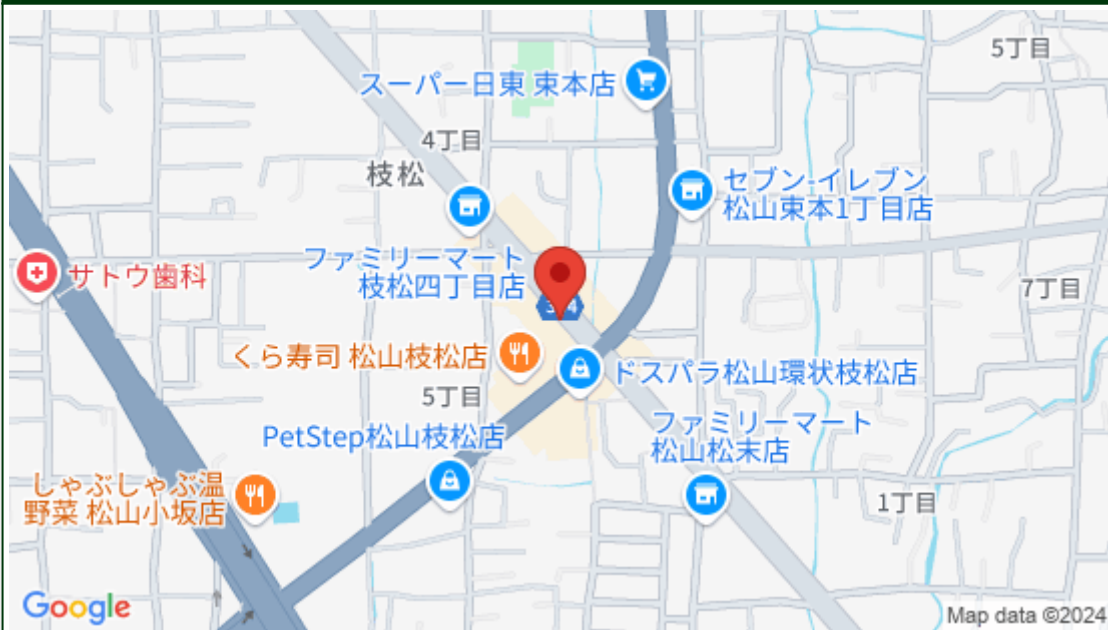 5丁目
スーパー日東 束本店
4丁目
枝松
セブン-イレブン
松山束本1丁目店
ファミリーマート
枝松四丁目店
サトウ歯科
7丁目
くら寿司 松山枝松店
ドスパラ松山環状枝松店
5丁目
ファミリーマート
松山松末店
PetStep松山枝松店
しゃぶしゃぶ温
野菜 松山小坂店
1丁目
Google
Map data ©2024